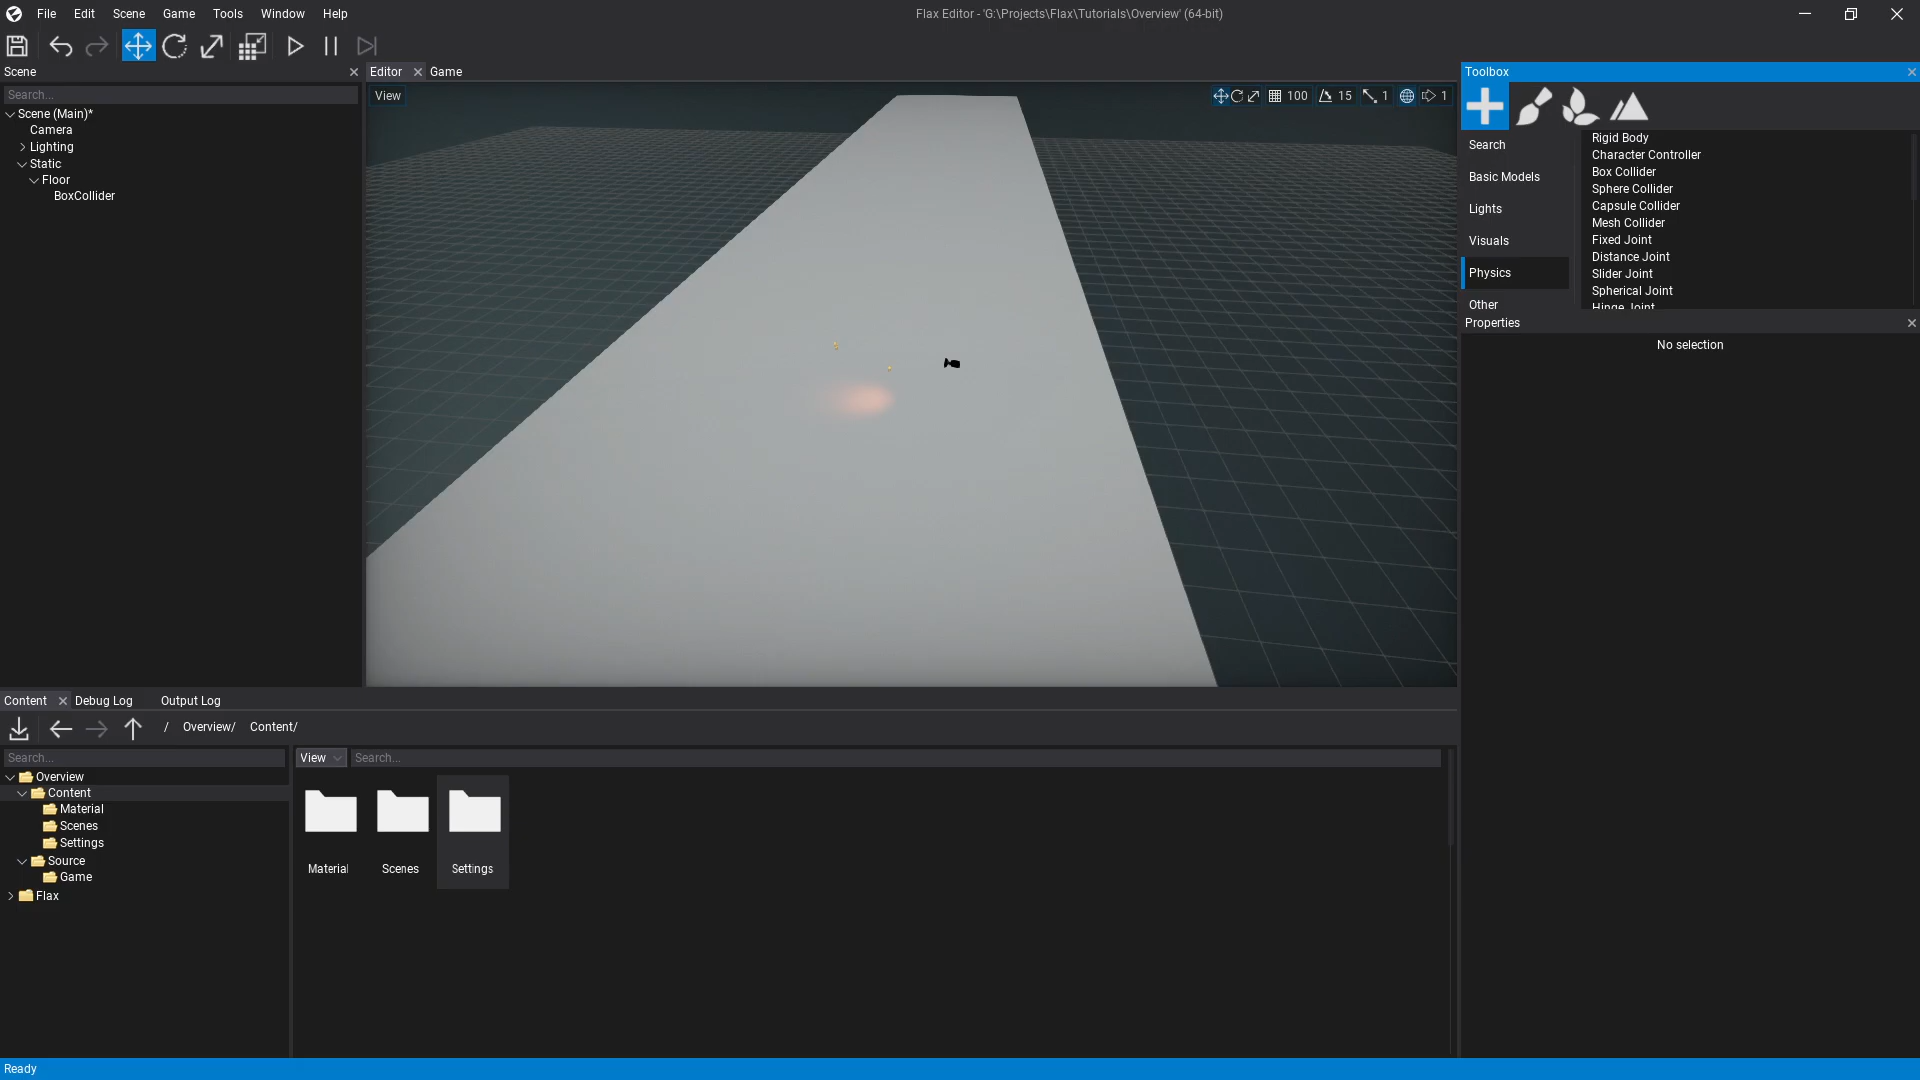 File Edit Scene Game Tools Window Help
Flax Editor - 'G:\Projects\Flax\Tutorials\Overview' (64-bit)
Scene
Search...
Scene (Main)*
Camera
Lighting
Static
Floor
BoxCollider
Editor Game
View
100 15 1 1
Toolbox
Search
Basic Models
Lights
Visuals
Physics
Other
Rigid Body
Character Controller
Box Collider
Sphere Collider
Capsule Collider
Mesh Collider
Fixed Joint
Distance Joint
Slider Joint
Spherical Joint
Hinge Joint
Properties
No selection
Content Debug Log Output Log
/ Overview/ Content/
Search...
Overview
Content
Material
Scenes
Settings
Source
Game
Flax
View Search...
Material Scenes Settings
Ready